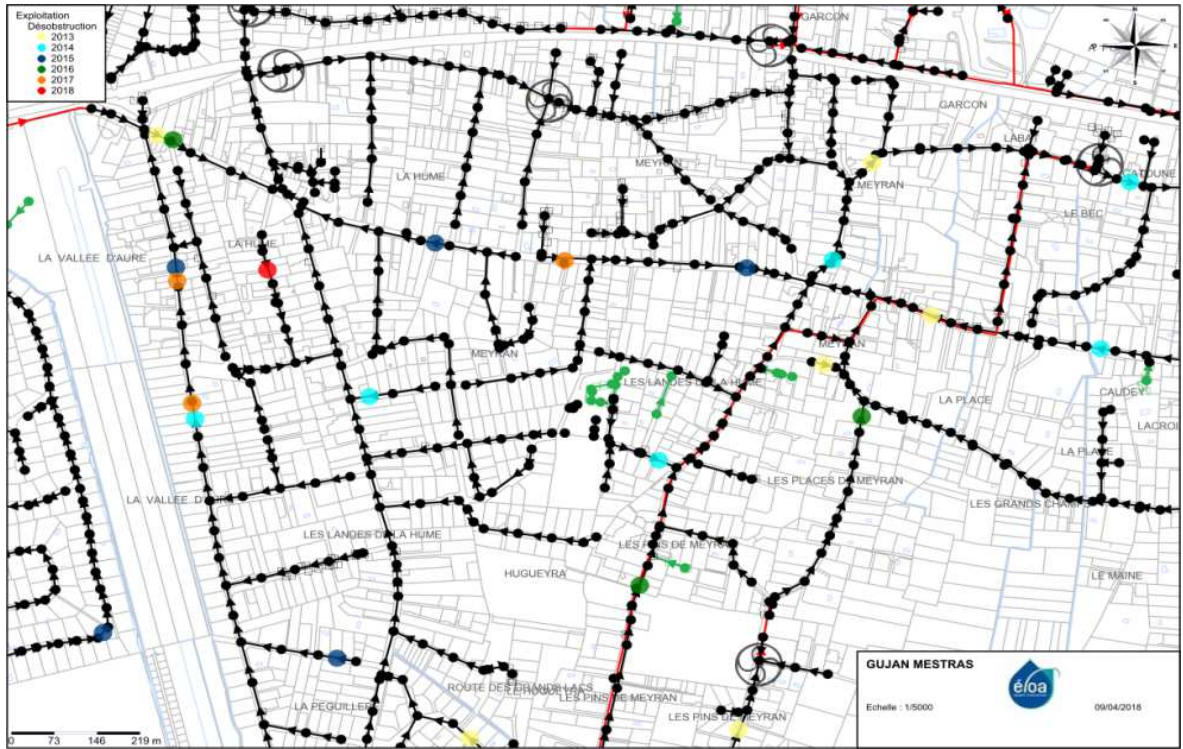 Exploitation
Désobstruction
2013
2014
2015
2016
2017
2018
GARCON
GARCON
MEYRAN
LA HUME
MEYRAN
LE BEC
LA VALLEE D'AURE
LA HUME
MEYRAN
MEYRAN
LES LANDES DE LA HUME
LA PLACE
CAUDEY
LACROI
LA PLACE
LES PLACES DE MEYRAN
LA VALLEE D'AURE
LES GRANDS CHAMPS
LES LANDES DE LA HUME
LES PINS DE MEYRAN
HUGUEYRA
LE MAINE
ROUTE DES GRANDS LACS
LES PINS DE MEYRAN
LA PEGUILLERE
LES PINS DE MEYRAN
GUJAN MESTRAS
éloa
Echelle : 1/5000
09/04/2018
0 73 146 219 m